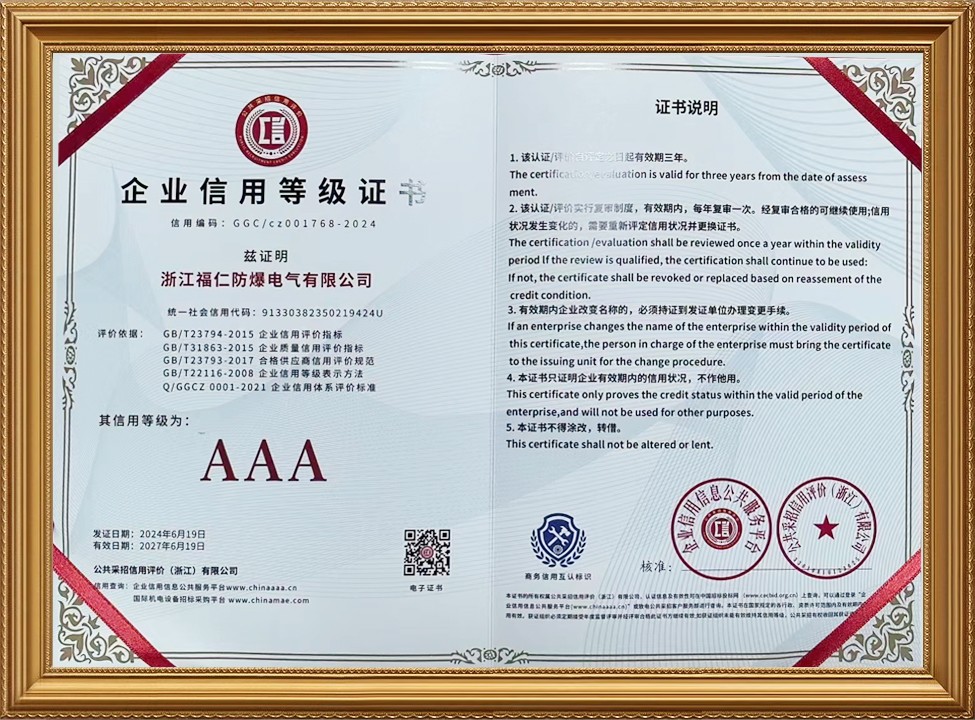 企业信用等级证书
信用编码：GGC/cz001768-2024
兹证明
浙江福仁防爆电气有限公司
统一社会信用代码：91330382350219424U
评价依据：
GB/T23794-2015 企业信用评价指标
GB/T31863-2015 企业质量信用评价指标
GB/T23793-2017 合格供应商信用评价规范
GB/T22116-2008 企业信用等级表示方法
Q/GGCZ 0001-2021 企业信用体系评价标准
其信用等级为：
AAA
发证日期：2024年6月19日
有效日期：2027年6月19日
公共采招信用评价（浙江）有限公司
信用查询：企业信用信息公共服务平台www.chinaaaa.cn
国际机电设备招标采购平台 www.chinamae.com
电子证书
证书说明
1. 该认证/评价自评定之日起有效期三年。
The certification/evaluation is valid for three years from the date of assess
ment.
2. 该认证/评价实行复审制度，有效期内，每年复审一次。经复审合格的可继续使用;信用
状况发生变化的，需要重新评定信用状况并更换证书。
The certification /evaluation shall be reviewed once a year within the validity
period If the review is qualified, the certification shall continue to be used:
If not, the certificate shall be revoked or replaced based on reassement of the
credit condition.
3. 有效期内企业改变名称的，必须持证到发证单位办理变更手续。
If an enterprise changes the name of the enterprise within the validity period of
this certificate,the person in charge of the enterprise must bring the certificate
to the issuing unit for the change procedure.
4. 本证书只证明企业有效期内的信用状况，不作他用。
This certificate only proves the credit status within the valid period of the
enterprise,and will not be used for other purposes.
5. 本证书不得涂改，转借。
This certificate shall not be altered or lent.
商务信用互认标识
核准：
企业信用信息公共服务平台
公共采招信用评价（浙江）有限公司